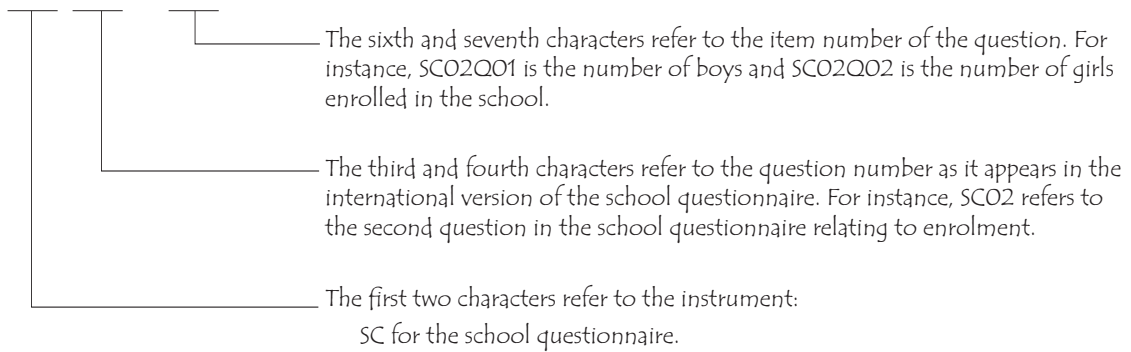 The sixth and seventh characters refer to the item number of the question. For
instance, SC02Q01 is the number of boys and SC02Q02 is the number of girls
enrolled in the school.
The third and fourth characters refer to the question number as it appears in the
international version of the school questionnaire. For instance, SC02 refers to
the second question in the school questionnaire relating to enrolment.
The first two characters refer to the instrument:
SC for the school questionnaire.